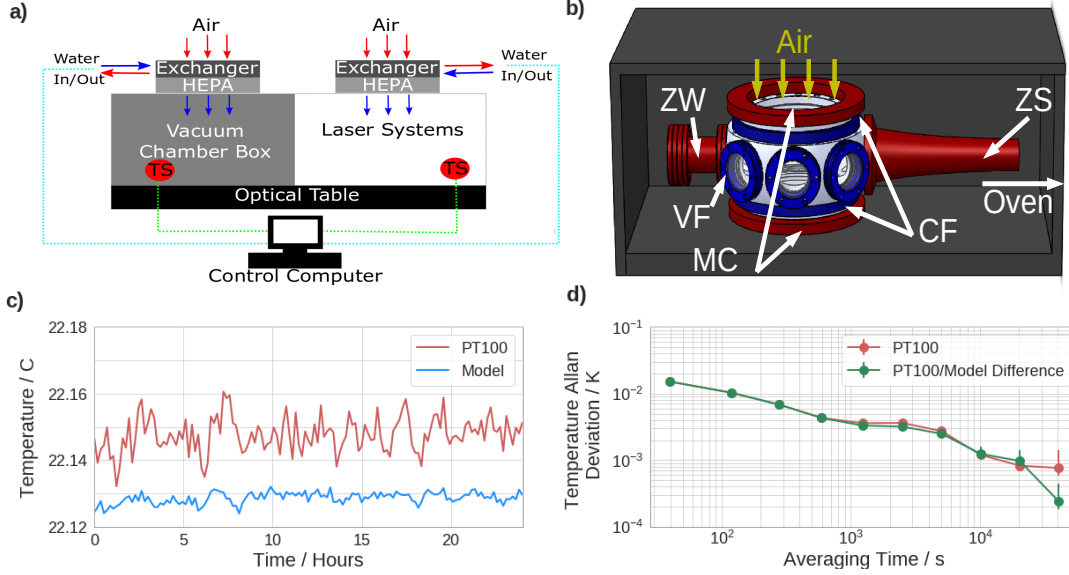 a)
Air
Air
Water
In/Out
Exchanger
HEPA
Exchanger
HEPA
Water
In/Out
Vacuum
Chamber Box
Laser Systems
TS
TS
Optical Table
Control Computer
b)
Air
ZW
ZS
VF
MC
CF
Oven
c)
22.18
22.16
22.14
22.12
Temperature / C
PT100
Model
0
5
10
15
20
Time / Hours
d)
10⁻¹
10⁻²
10⁻³
10⁻⁴
Temperature Allan
Deviation / K
PT100
PT100/Model Difference
10²
10³
10⁴
Averaging Time / s